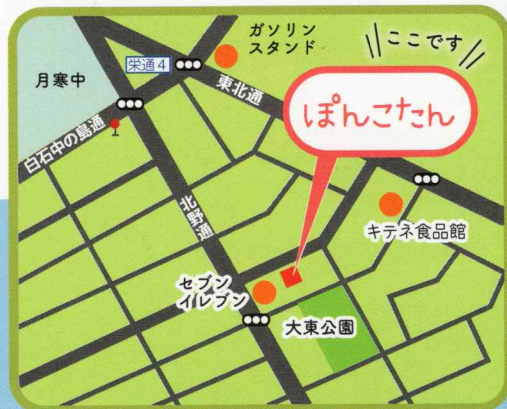 ガソリン
スタンド
ここです
栄通4
月寒中
東北通
ぽんこたん
白石中の島通
北野通
キテネ食品館
セブン
イレブン
大東公園